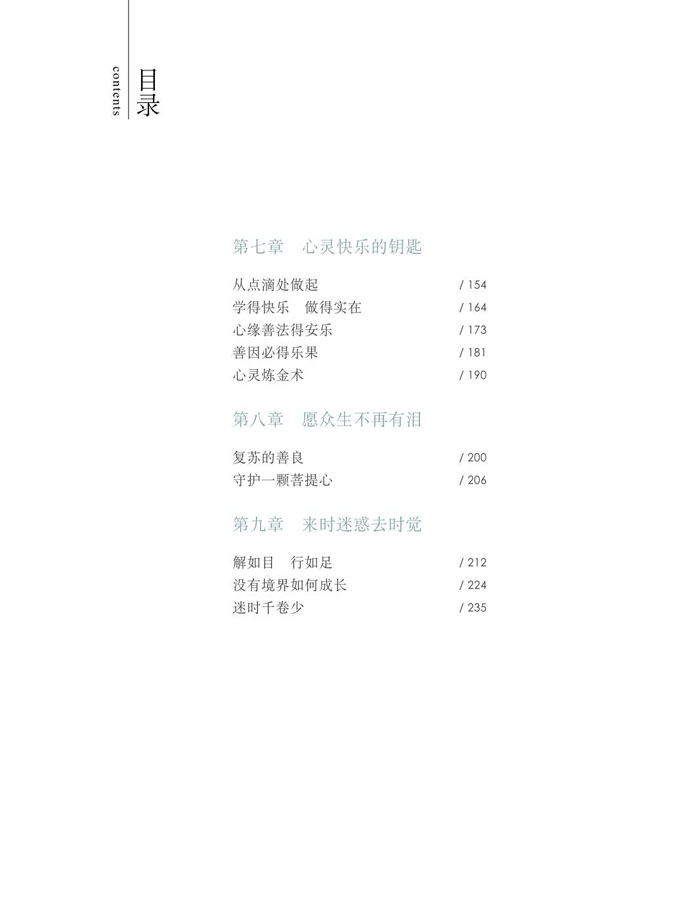 目录
contents
第七章　心灵快乐的钥匙
从点滴处做起 / 154
学得快乐　做得实在 / 164
心缘善法得安乐 / 173
善因必得乐果 / 181
心灵炼金术 / 190
第八章　愿众生不再有泪
复苏的善良 / 200
守护一颗菩提心 / 206
第九章　来时迷惑去时觉
解如目　行如足 / 212
没有境界如何成长 / 224
迷时千卷少 / 235